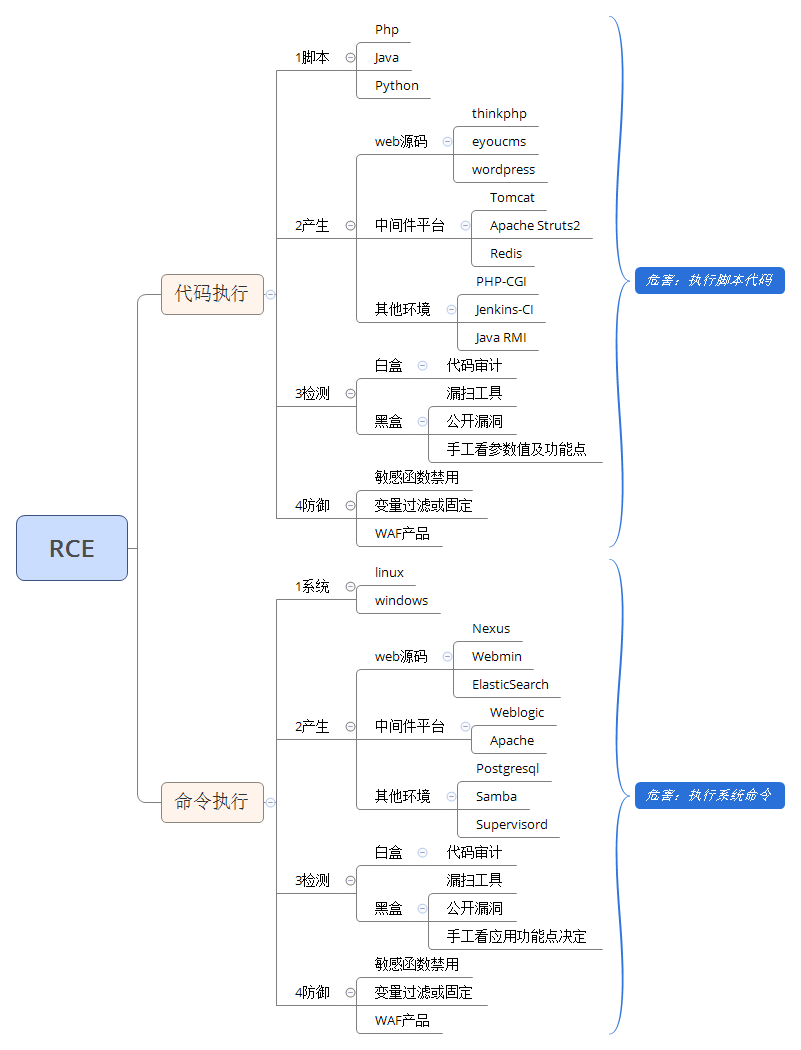 RCE
代码执行
1脚本
Php
Java
Python
2产生
web源码
thinkphp
eyoucms
wordpress
中间件平台
Tomcat
Apache Struts2
Redis
其他环境
PHP-CGI
Jenkins-CI
Java RMI
3检测
白盒
代码审计
黑盒
漏扫工具
公开漏洞
手工看参数值及功能点
4防御
敏感函数禁用
变量过滤或固定
WAF产品
危害：执行脚本代码
命令执行
1系统
linux
windows
2产生
web源码
Nexus
Webmin
ElasticSearch
中间件平台
Weblogic
Apache
其他环境
Postgresql
Samba
Supervisord
3检测
白盒
代码审计
黑盒
漏扫工具
公开漏洞
手工看应用功能点决定
4防御
敏感函数禁用
变量过滤或固定
WAF产品
危害：执行系统命令